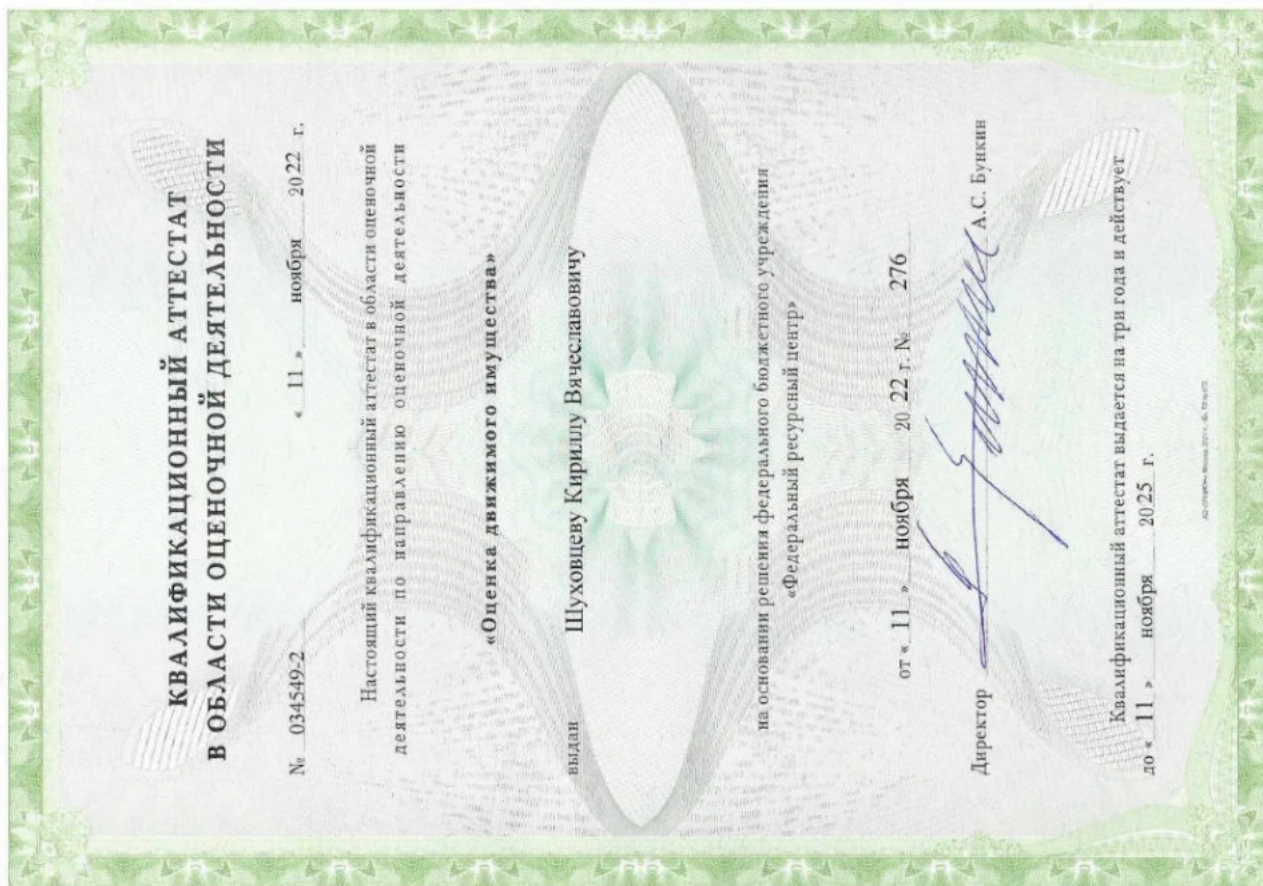 КВАЛИФИКАЦИОННЫЙ АТТЕСТАТ
В ОБЛАСТИ ОЦЕНОЧНОЙ ДЕЯТЕЛЬНОСТИ
№ 034549-2 « 11 » ноября 2022 г.
Настоящий квалификационный аттестат в области оценочной
деятельности по направлению оценочной деятельности
«Оценка движимого имущества»
выдан Шуховцеву Кириллу Вячеславовичу
на основании решения федерального бюджетного учреждения
«Федеральный ресурсный центр»
от « 11 » ноября 20 22 г. № 276
Директор А.С. Бункин
Квалификационный аттестат выдается на три года и действует
до « 11 » ноября 2025 г.